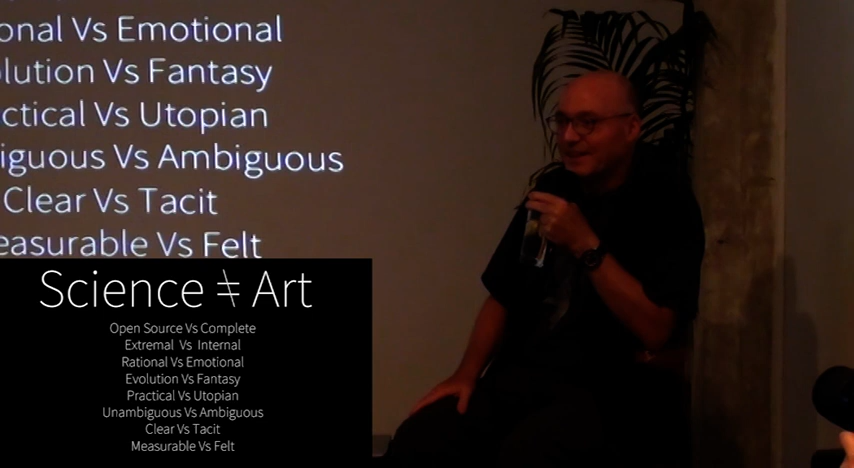 onal Vs Emotional
olution Vs Fantasy
ctical Vs Utopian
iguous Vs Ambiguous
Clear Vs Tacit
easurable Vs Felt
Science ≠ Art
Open Source Vs Complete
Extremal Vs Internal
Rational Vs Emotional
Evolution Vs Fantasy
Practical Vs Utopian
Unambiguous Vs Ambiguous
Clear Vs Tacit
Measurable Vs Felt